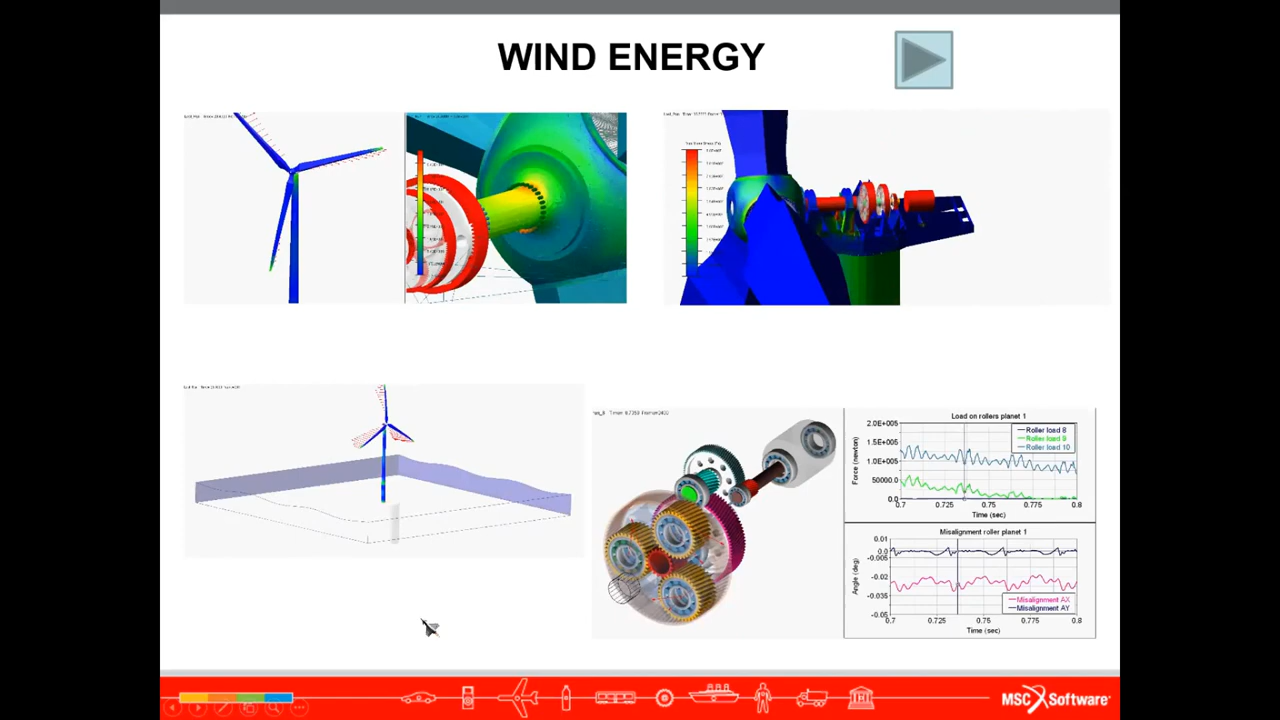 WIND ENERGY
Load on rollers planet 1
2.0E+005
1.5E+005
1.0E+005
50000.0
0.0
Force (newton)
Roller load 8
Roller load 9
Roller load 10
0.7 0.725 0.75 0.775 0.8
Time (sec)
Misalignment roller planet 1
0.01
0.0
-0.005
-0.02
-0.035
-0.05
Angle (deg)
Misalignment AX
Misalignment AY
0.7 0.725 0.75 0.775 0.8
Time (sec)
MSC Software